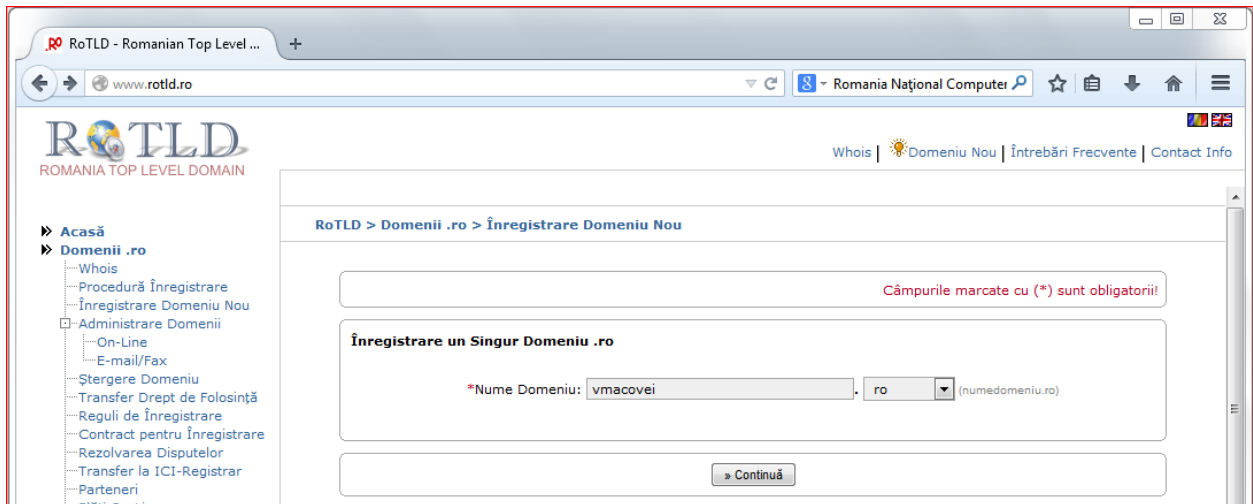 RoTLD - Romanian Top Level ...
www.rotld.ro
Romania Național Computer
ROTLD
ROMANIA TOP LEVEL DOMAIN
Whois | Domeniu Nou | Întrebări Frecvente | Contact Info
Acasă
Domenii .ro
Whois
Procedură Înregistrare
Înregistrare Domeniu Nou
Administrare Domenii
On-Line
E-mail/Fax
Ștergere Domeniu
Transfer Drept de Folosință
Reguli de Înregistrare
Contract pentru Înregistrare
Rezolvarea Disputelor
Transfer la ICI-Registrar
Parteneri
RoTLD > Domenii .ro > Înregistrare Domeniu Nou
Câmpurile marcate cu (*) sunt obligatorii!
Înregistrare un Singur Domeniu .ro
*Nume Domeniu: vmacovei . ro (numedomeniu.ro)
» Continuă